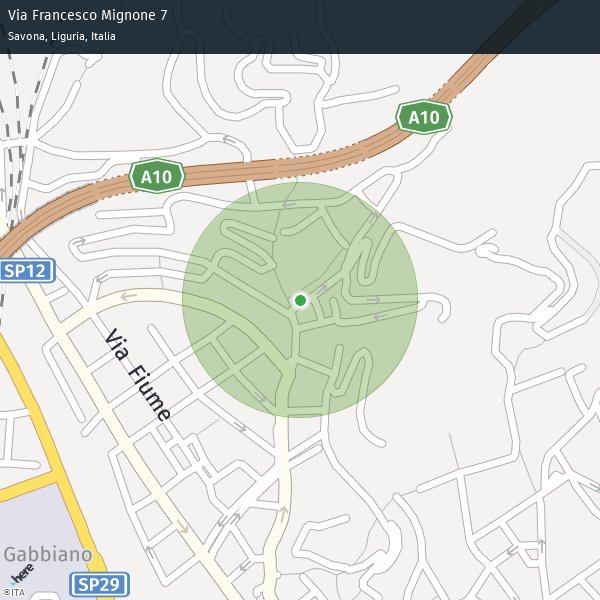 Via Francesco Mignone 7
Savona, Liguria, Italia
A10
A10
SP12
Via Fiume
Gabbiano
here
SP29
©ITA